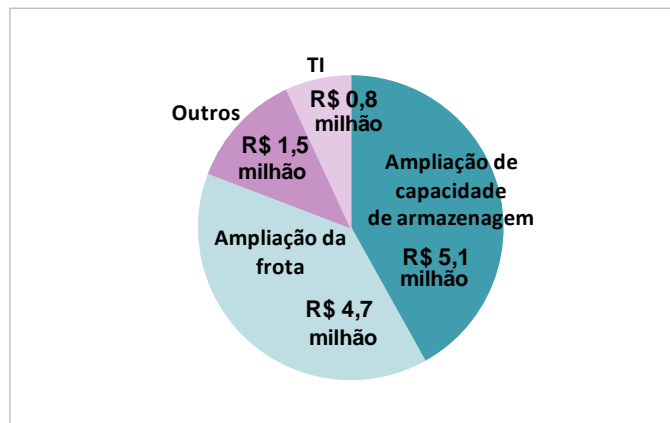 TI
R$ 0,8
milhão
Outros
R$ 1,5
milhão
Ampliação de
capacidade
de armazenagem
R$ 5,1
milhão
Ampliação da
frota
R$ 4,7
milhão